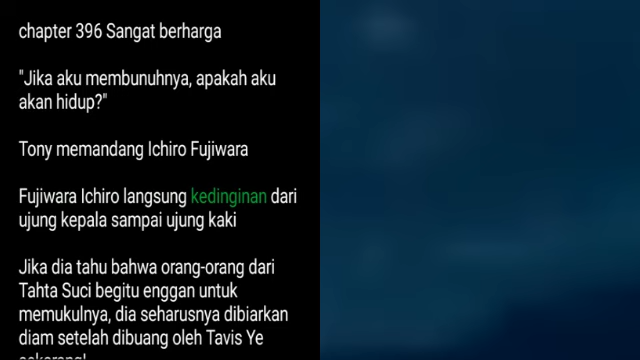 chapter 396 Sangat berharga
"Jika aku membunuhnya, apakah aku
akan hidup?"
Tony memandang Ichiro Fujiwara
Fujiwara Ichiro langsung kedinginan dari
ujung kepala sampai ujung kaki
Jika dia tahu bahwa orang-orang dari
Tahta Suci begitu enggan untuk
memukulnya, dia seharusnya dibiarkan
diam setelah dibuang oleh Tavis Ye